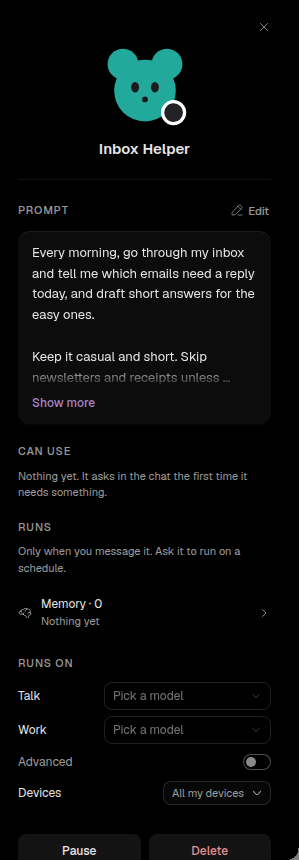 Inbox Helper
PROMPT
Edit
Every morning, go through my inbox
and tell me which emails need a reply
today, and draft short answers for the
easy ones.
Keep it casual and short. Skip
newsletters and receipts unless ...
Show more
CAN USE
Nothing yet. It asks in the chat the first time it
needs something.
RUNS
Only when you message it. Ask it to run on a
schedule.
Memory · 0
Nothing yet
RUNS ON
Talk
Pick a model
Work
Pick a model
Advanced
Devices
All my devices
Pause
Delete